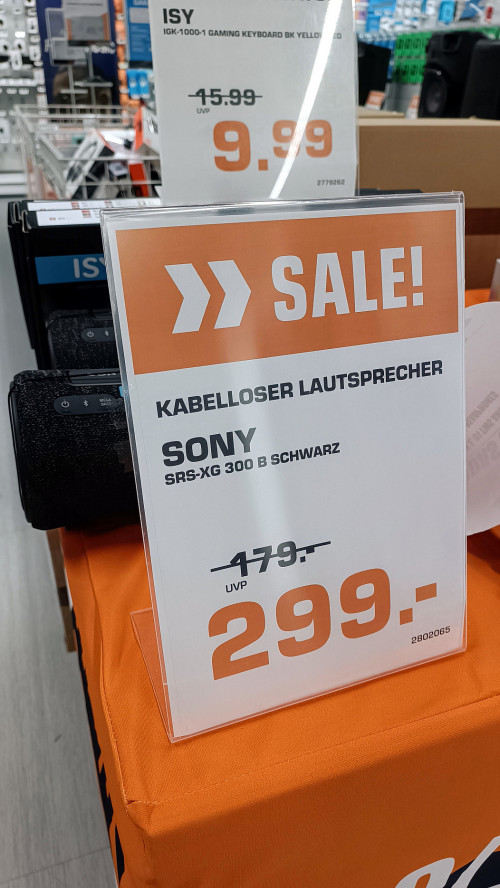 ISY
IGK-1000-1 GAMING KEYBOARD BK YELLOW
15.99
UVP
9.99
2779262
ISY
SALE!
KABELLOSER LAUTSPRECHER
SONY
SRS-XG 300 B SCHWARZ
179.-
UVP
299.-
2802065